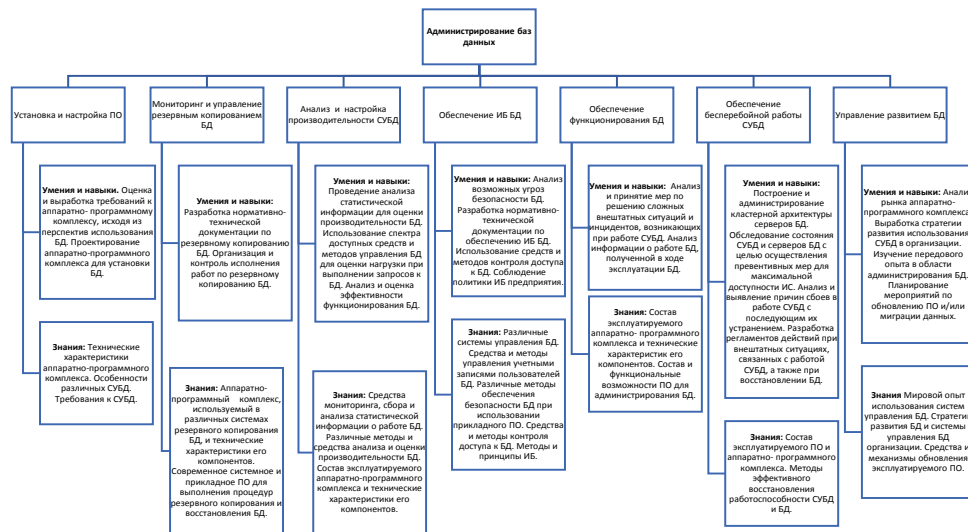 Администрирование баз
данных
Установка и настройка ПО
Мониторинг и управление
резервным копированием
БД
Анализ и настройка
производительности СУБД
Обеспечение ИБ БД
Обеспечение
функционирования БД
Обеспечение
бесперебойной работы
СУБД
Управление развитием БД
Умения и навыки. Оценка
и выработка требований к
аппаратно- программному
комплексу, исходя из
перспектив использования
БД. Проектирование
аппаратно-программного
комплекса для установки
БД.
Знания: Технические
характеристики
аппаратно-программного
комплекса. Особенности
различных СУБД.
Требования к СУБД.
Умения и навыки:
Разработка нормативно-
технической
документации по
резервному копированию
БД. Организация и
контроль исполнения
работ по резервному
копированию БД.
Знания: Аппаратно-
программный комплекс,
используемый в
различных системах
резервного копирования
БД, и технические
характеристики его
компонентов.
Современное системное и
прикладное ПО для
выполнения процедур
резервного копирования и
восстановления БД.
Умения и навыки:
Проведение анализа
статистической
информации для оценки
производительности БД.
Использование спектра
доступных средств и
методов управления БД
для оценки нагрузки при
выполнении запросов к
БД. Анализ и оценка
эффективности
функционирования БД.
Знания: Средства
мониторинга, сбора и
анализа статистической
информации о работе БД.
Различные методы и
средства анализа и оценки
производительности БД.
Состав эксплуатируемого
аппаратно-программного
комплекса и технические
характеристики его
компонентов.
Умения и навыки: Анализ
возможных угроз
безопасности БД.
Разработка нормативно-
технической
документации по
обеспечению ИБ БД.
Использование средств и
методов контроля доступа
к БД. Соблюдение
политики ИБ предприятия.
Знания: Различные
системы управления БД.
Средства и методы
управления учетными
записями пользователей
БД. Различные методы
обеспечения
безопасности БД при
использовании
прикладного ПО. Средства
и методы контроля
доступа к БД. Методы и
принципы ИБ.
Умения и навыки: Анализ
и принятие мер по
решению сложных
внештатных ситуаций и
инцидентов, возникающих
при работе СУБД. Анализ
информации о работе БД,
полученной в ходе
эксплуатации БД.
Знания: Состав
эксплуатируемого
аппаратно- программного
комплекса и технические
характеристик его
компонентов. Состав и
функциональные
возможности ПО для
администрирования БД.
Умения и навыки:
Построение и
администрирование
кластерной архитектуры
серверов БД.
Обследование состояния
СУБД и серверов БД с
целью осуществления
превентивных мер для
максимальной
доступности ИС. Анализ и
выявление причин сбоев в
работе СУБД с
последующим их
устранением. Разработка
регламентов действий при
внештатных ситуациях,
связанных с работой
СУБД, а также при
восстановлении БД.
Знания: Состав
эксплуатируемого ПО и
аппаратно- программного
комплекса. Методы
эффективного
восстановления
работоспособности СУБД
и БД.
Умения и навыки: Анализ
рынка аппаратно-
программного комплекса.
Выработка стратегии
развития использования
СУБД в организации.
Изучение передового
опыта в области
администрирования БД.
Планирование
мероприятий по
обновлению ПО и/или
миграции данных.
Знания Мировой опыт
использования систем
управления БД. Стратегии
развития БД и системы
управления БД
организации. Средства и
механизмы обновления
эксплуатируемого ПО.